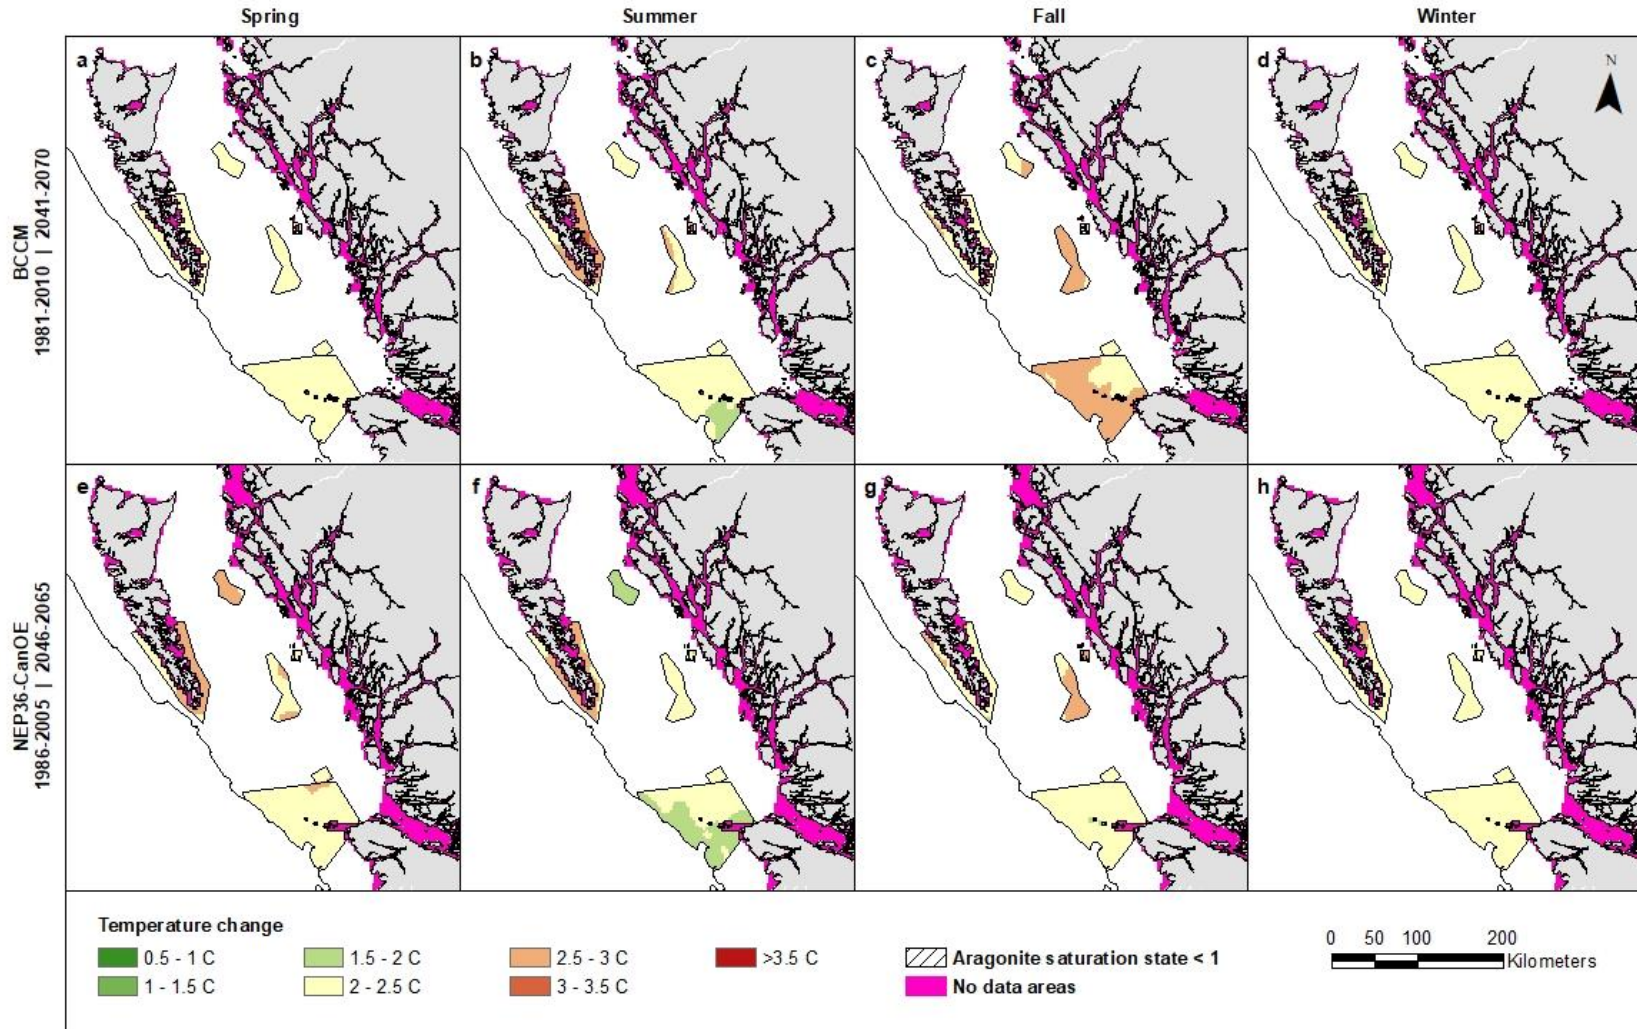 Spring Summer Fall Winter
a b c d
N
BCCM
1981-2010 | 2041-2070
e f g h
NEP36-CanOE
1986-2005 | 2046-2065
Temperature change
0.5 - 1 C 1.5 - 2 C 2.5 - 3 C >3.5 C Aragonite saturation state < 1
1 - 1.5 C 2 - 2.5 C 3 - 3.5 C No data areas
0 50 100 200
Kilometers